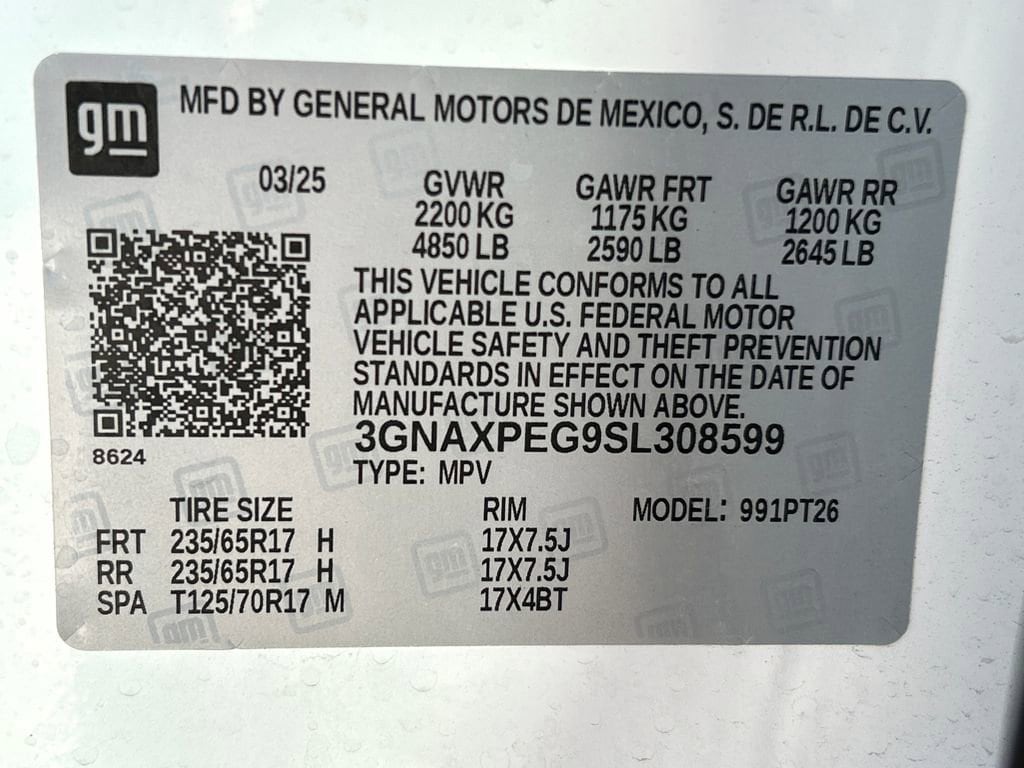 gm
MFD BY GENERAL MOTORS DE MEXICO, S. DE R.L. DE C.V.
03/25 GVWR GAWR FRT GAWR RR
2200 KG 1175 KG 1200 KG
4850 LB 2590 LB 2645 LB
THIS VEHICLE CONFORMS TO ALL
APPLICABLE U.S. FEDERAL MOTOR
VEHICLE SAFETY AND THEFT PREVENTION
STANDARDS IN EFFECT ON THE DATE OF
MANUFACTURE SHOWN ABOVE.
3GNAXPEG9SL308599
8624
TYPE: MPV
TIRE SIZE RIM MODEL: 991PT26
FRT 235/65R17 H 17X7.5J
RR 235/65R17 H 17X7.5J
SPA T125/70R17 M 17X4BT